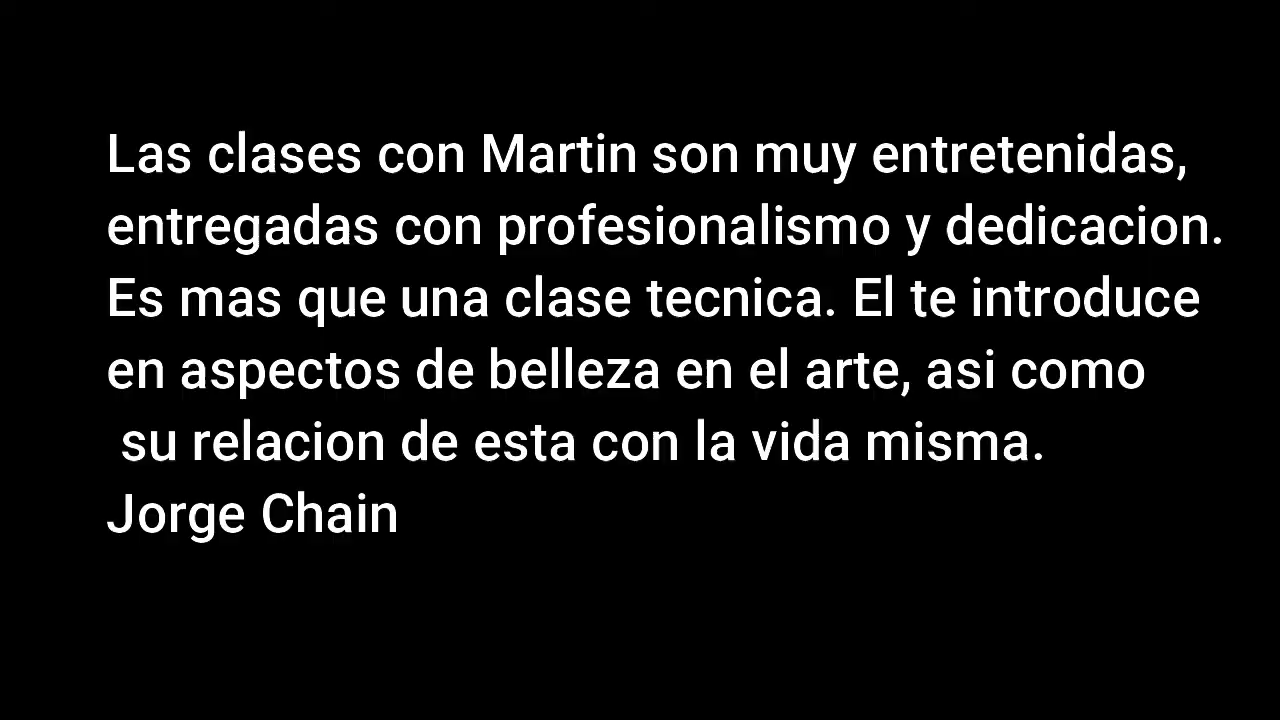 Las clases con Martin son muy entretenidas,
entregadas con profesionalismo y dedicacion.
Es mas que una clase tecnica. El te introduce
en aspectos de belleza en el arte, asi como
su relacion de esta con la vida misma.
Jorge Chain